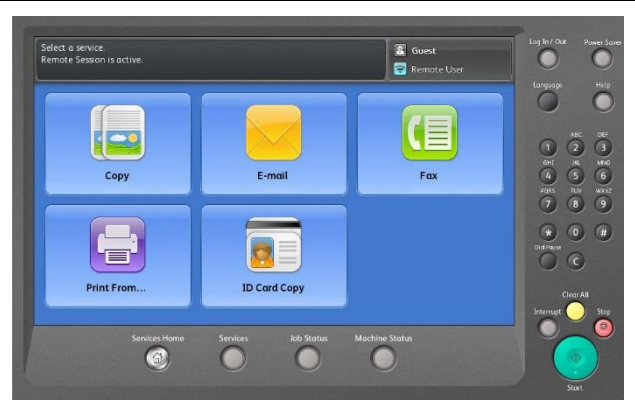 Select a service.
Remote Session is active.
Guest
Remote User
Copy
E-mail
Fax
Print From...
ID Card Copy
Services Home
Services
Job Status
Machine Status
Log In / Out
Power Saver
Language
Help
ABC
DEF
1
2
3
GHI
JKL
MNO
4
5
6
PQRS
TUV
WXYZ
7
8
9
*
0
#
Dial Pause
C
Clear All
Interrupt
Stop
Start